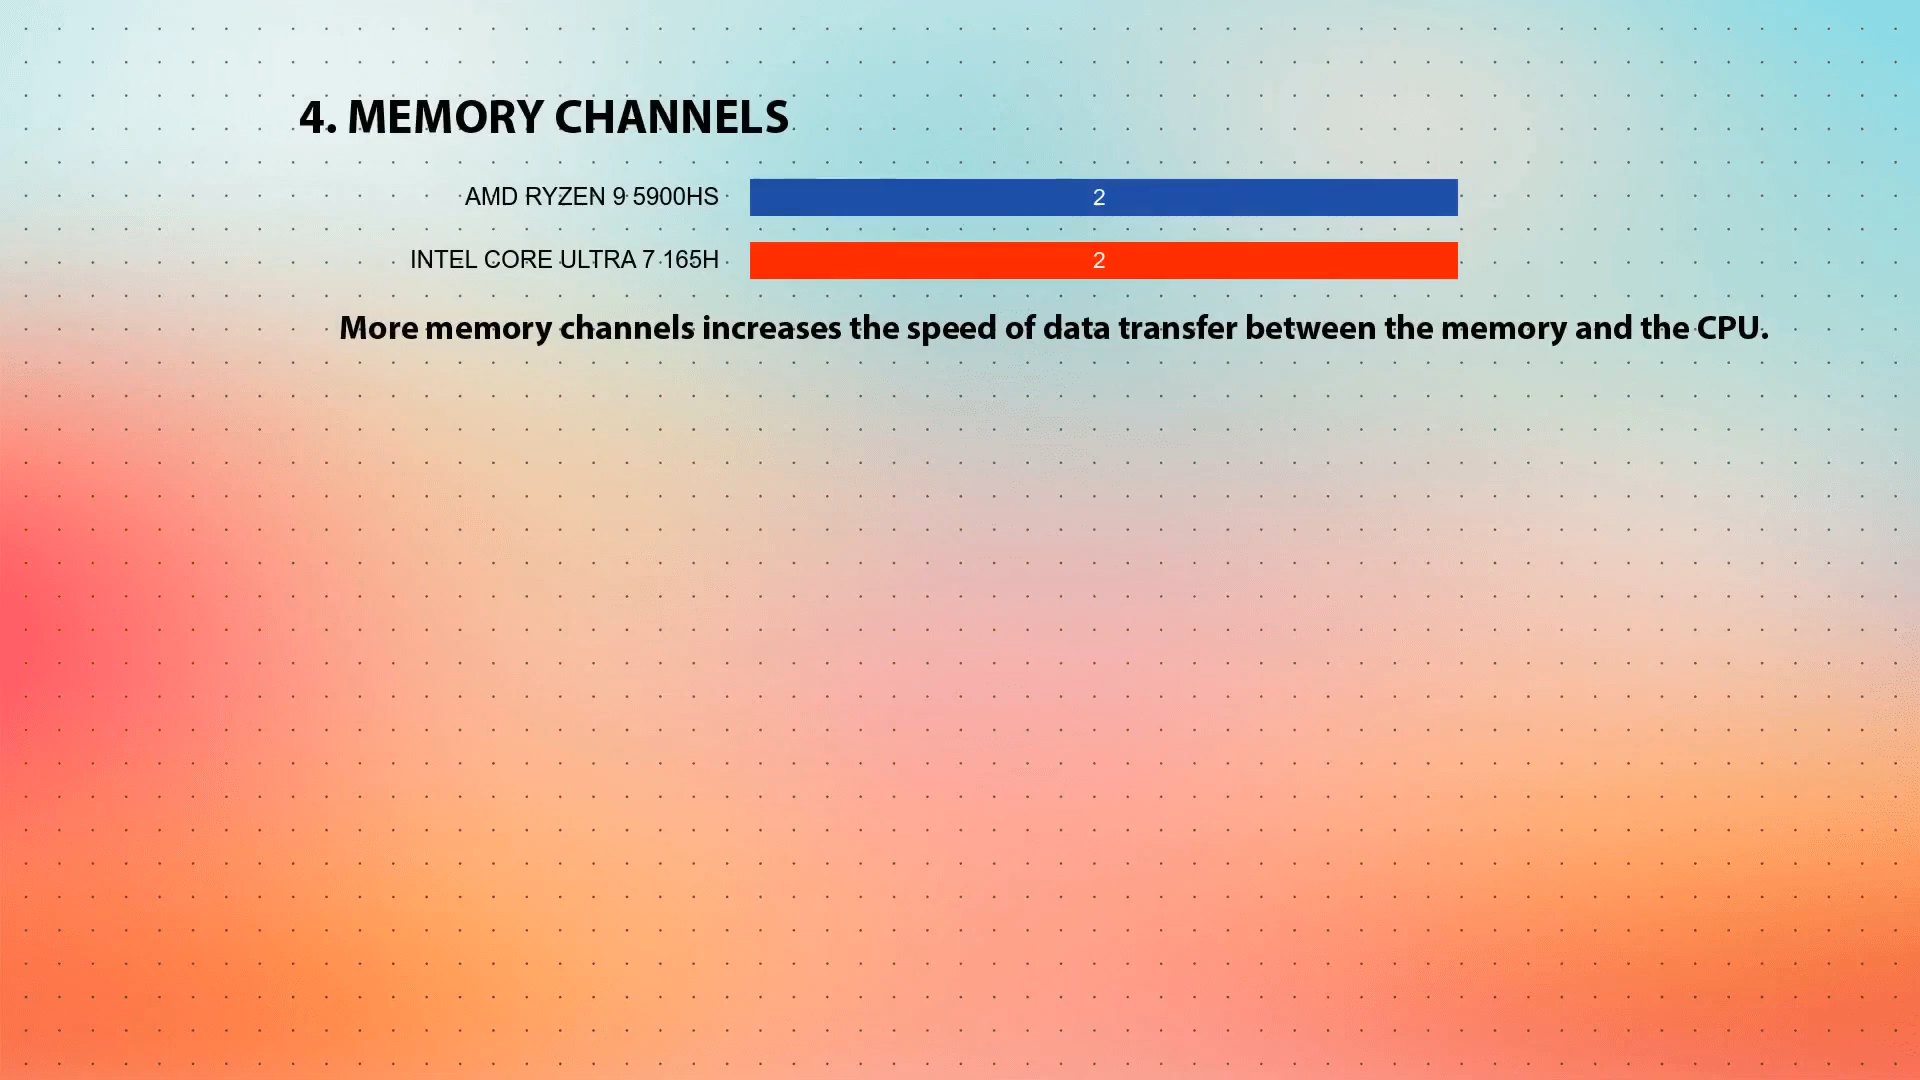 4. MEMORY CHANNELS
AMD RYZEN 9 5900HS 2
INTEL CORE ULTRA 7 165H 2
More memory channels increases the speed of data transfer between the memory and the CPU.